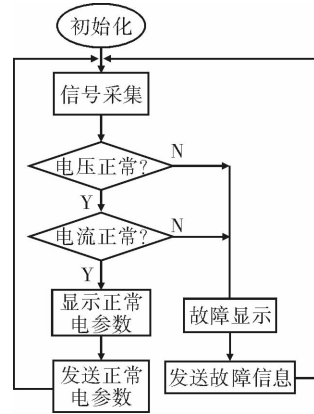 初始化
信号采集
电压正常?
N
Y
电流正常?
N
Y
显示正常
电参数
故障显示
发送正常
电参数
发送故障信息